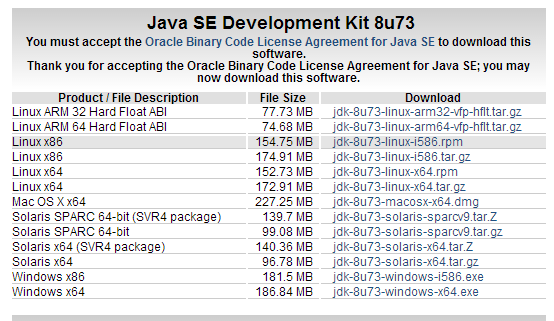 Java SE Development Kit 8u73
You must accept the Oracle Binary Code License Agreement for Java SE to download this
software.
Thank you for accepting the Oracle Binary Code License Agreement for Java SE; you may
now download this software.
Product / File Description File Size Download
Linux ARM 32 Hard Float ABI 77.73 MB jdk-8u73-linux-arm32-vfp-hflt.tar.gz
Linux ARM 64 Hard Float ABI 74.68 MB jdk-8u73-linux-arm64-vfp-hflt.tar.gz
Linux x86 154.75 MB jdk-8u73-linux-i586.rpm
Linux x86 174.91 MB jdk-8u73-linux-i586.tar.gz
Linux x64 152.73 MB jdk-8u73-linux-x64.rpm
Linux x64 172.91 MB jdk-8u73-linux-x64.tar.gz
Mac OS X x64 227.25 MB jdk-8u73-macosx-x64.dmg
Solaris SPARC 64-bit (SVR4 package) 139.7 MB jdk-8u73-solaris-sparcv9.tar.Z
Solaris SPARC 64-bit 99.08 MB jdk-8u73-solaris-sparcv9.tar.gz
Solaris x64 (SVR4 package) 140.36 MB jdk-8u73-solaris-x64.tar.Z
Solaris x64 96.78 MB jdk-8u73-solaris-x64.tar.gz
Windows x86 181.5 MB jdk-8u73-windows-i586.exe
Windows x64 186.84 MB jdk-8u73-windows-x64.exe